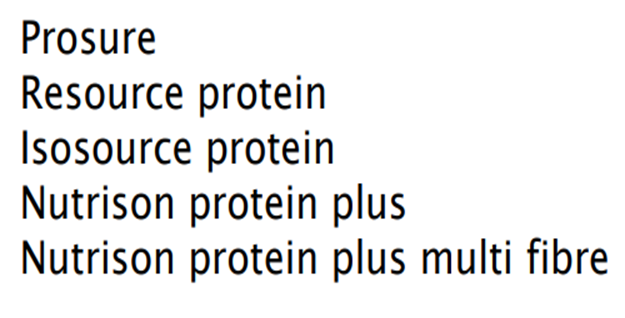 Prosure
Resource protein
Isosource protein
Nutrison protein plus
Nutrison protein plus multi fibre